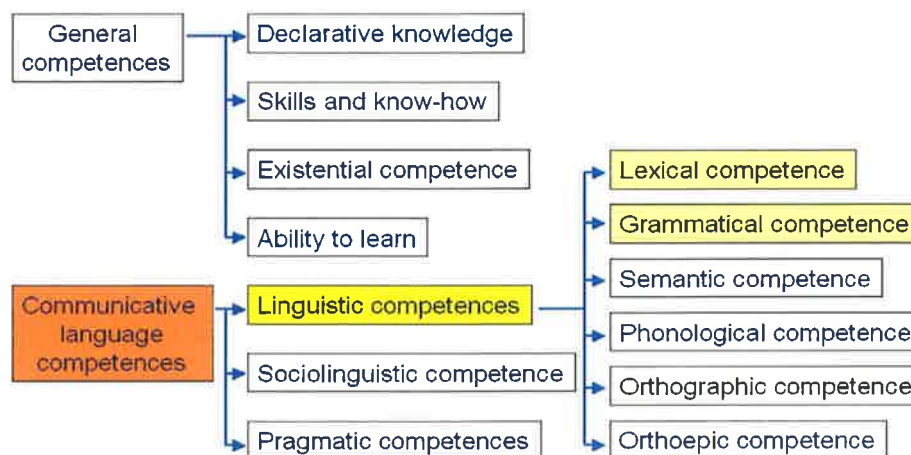 General
competences
Declarative knowledge
Skills and know-how
Existential competence
Ability to learn
Communicative
language
competences
Linguistic competences
Sociolinguistic competence
Pragmatic competences
Lexical competence
Grammatical competence
Semantic competence
Phonological competence
Orthographic competence
Orthoepic competence